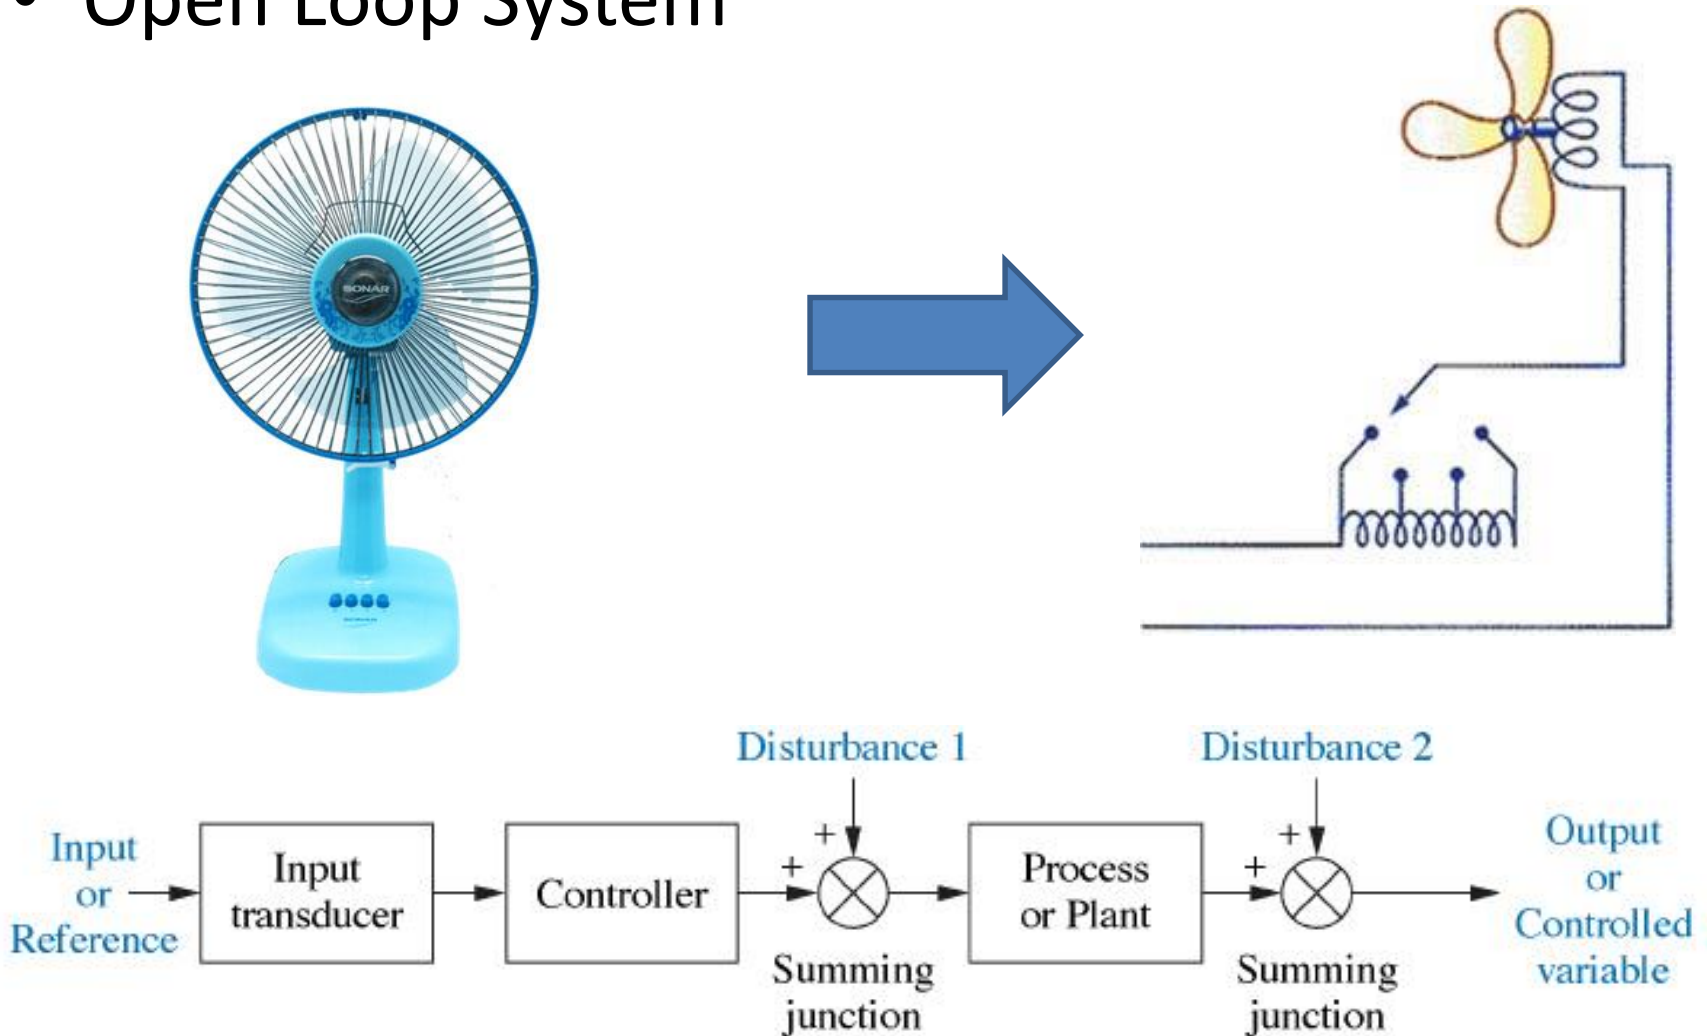 • Open Loop System
SONAR
SONAR
Disturbance 1
Disturbance 2
Input
or
Reference
Input
transducer
Controller
+
+
Summing
junction
Process
or Plant
+
+
Summing
junction
Output
or
Controlled
variable